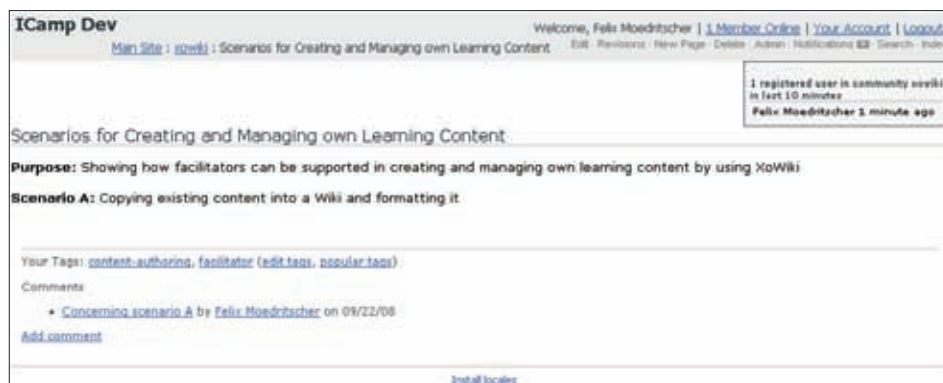 ICamp Dev
Welcome, Felix Moedritscher | 1 Member Online | Your Account | Logout
Main Site : xowiki : Scenarios for Creating and Managing own Learning Content
Edit · Revisions · New Page · Delete · Admin · Notifications · Search · Index
1 registered user in community xowiki
in last 10 minutes
Felix Moedritscher 1 minute ago
Scenarios for Creating and Managing own Learning Content
Purpose: Showing how facilitators can be supported in creating and managing own learning content by using XoWiki
Scenario A: Copying existing content into a Wiki and formatting it
Your Tags: content-authoring, facilitator (edit tags, popular tags)
Comments
• Concerning scenario A by Felix Moedritscher on 09/22/08
Add comment
Install locales